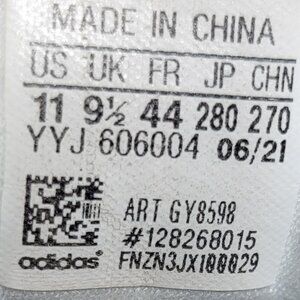 MADE IN CHINA
US UK FR JP CHN
11 9½ 44 280 270
YYJ 606004 06/21
ART GY8598
#128268015
adidas® FNZN3JX100029